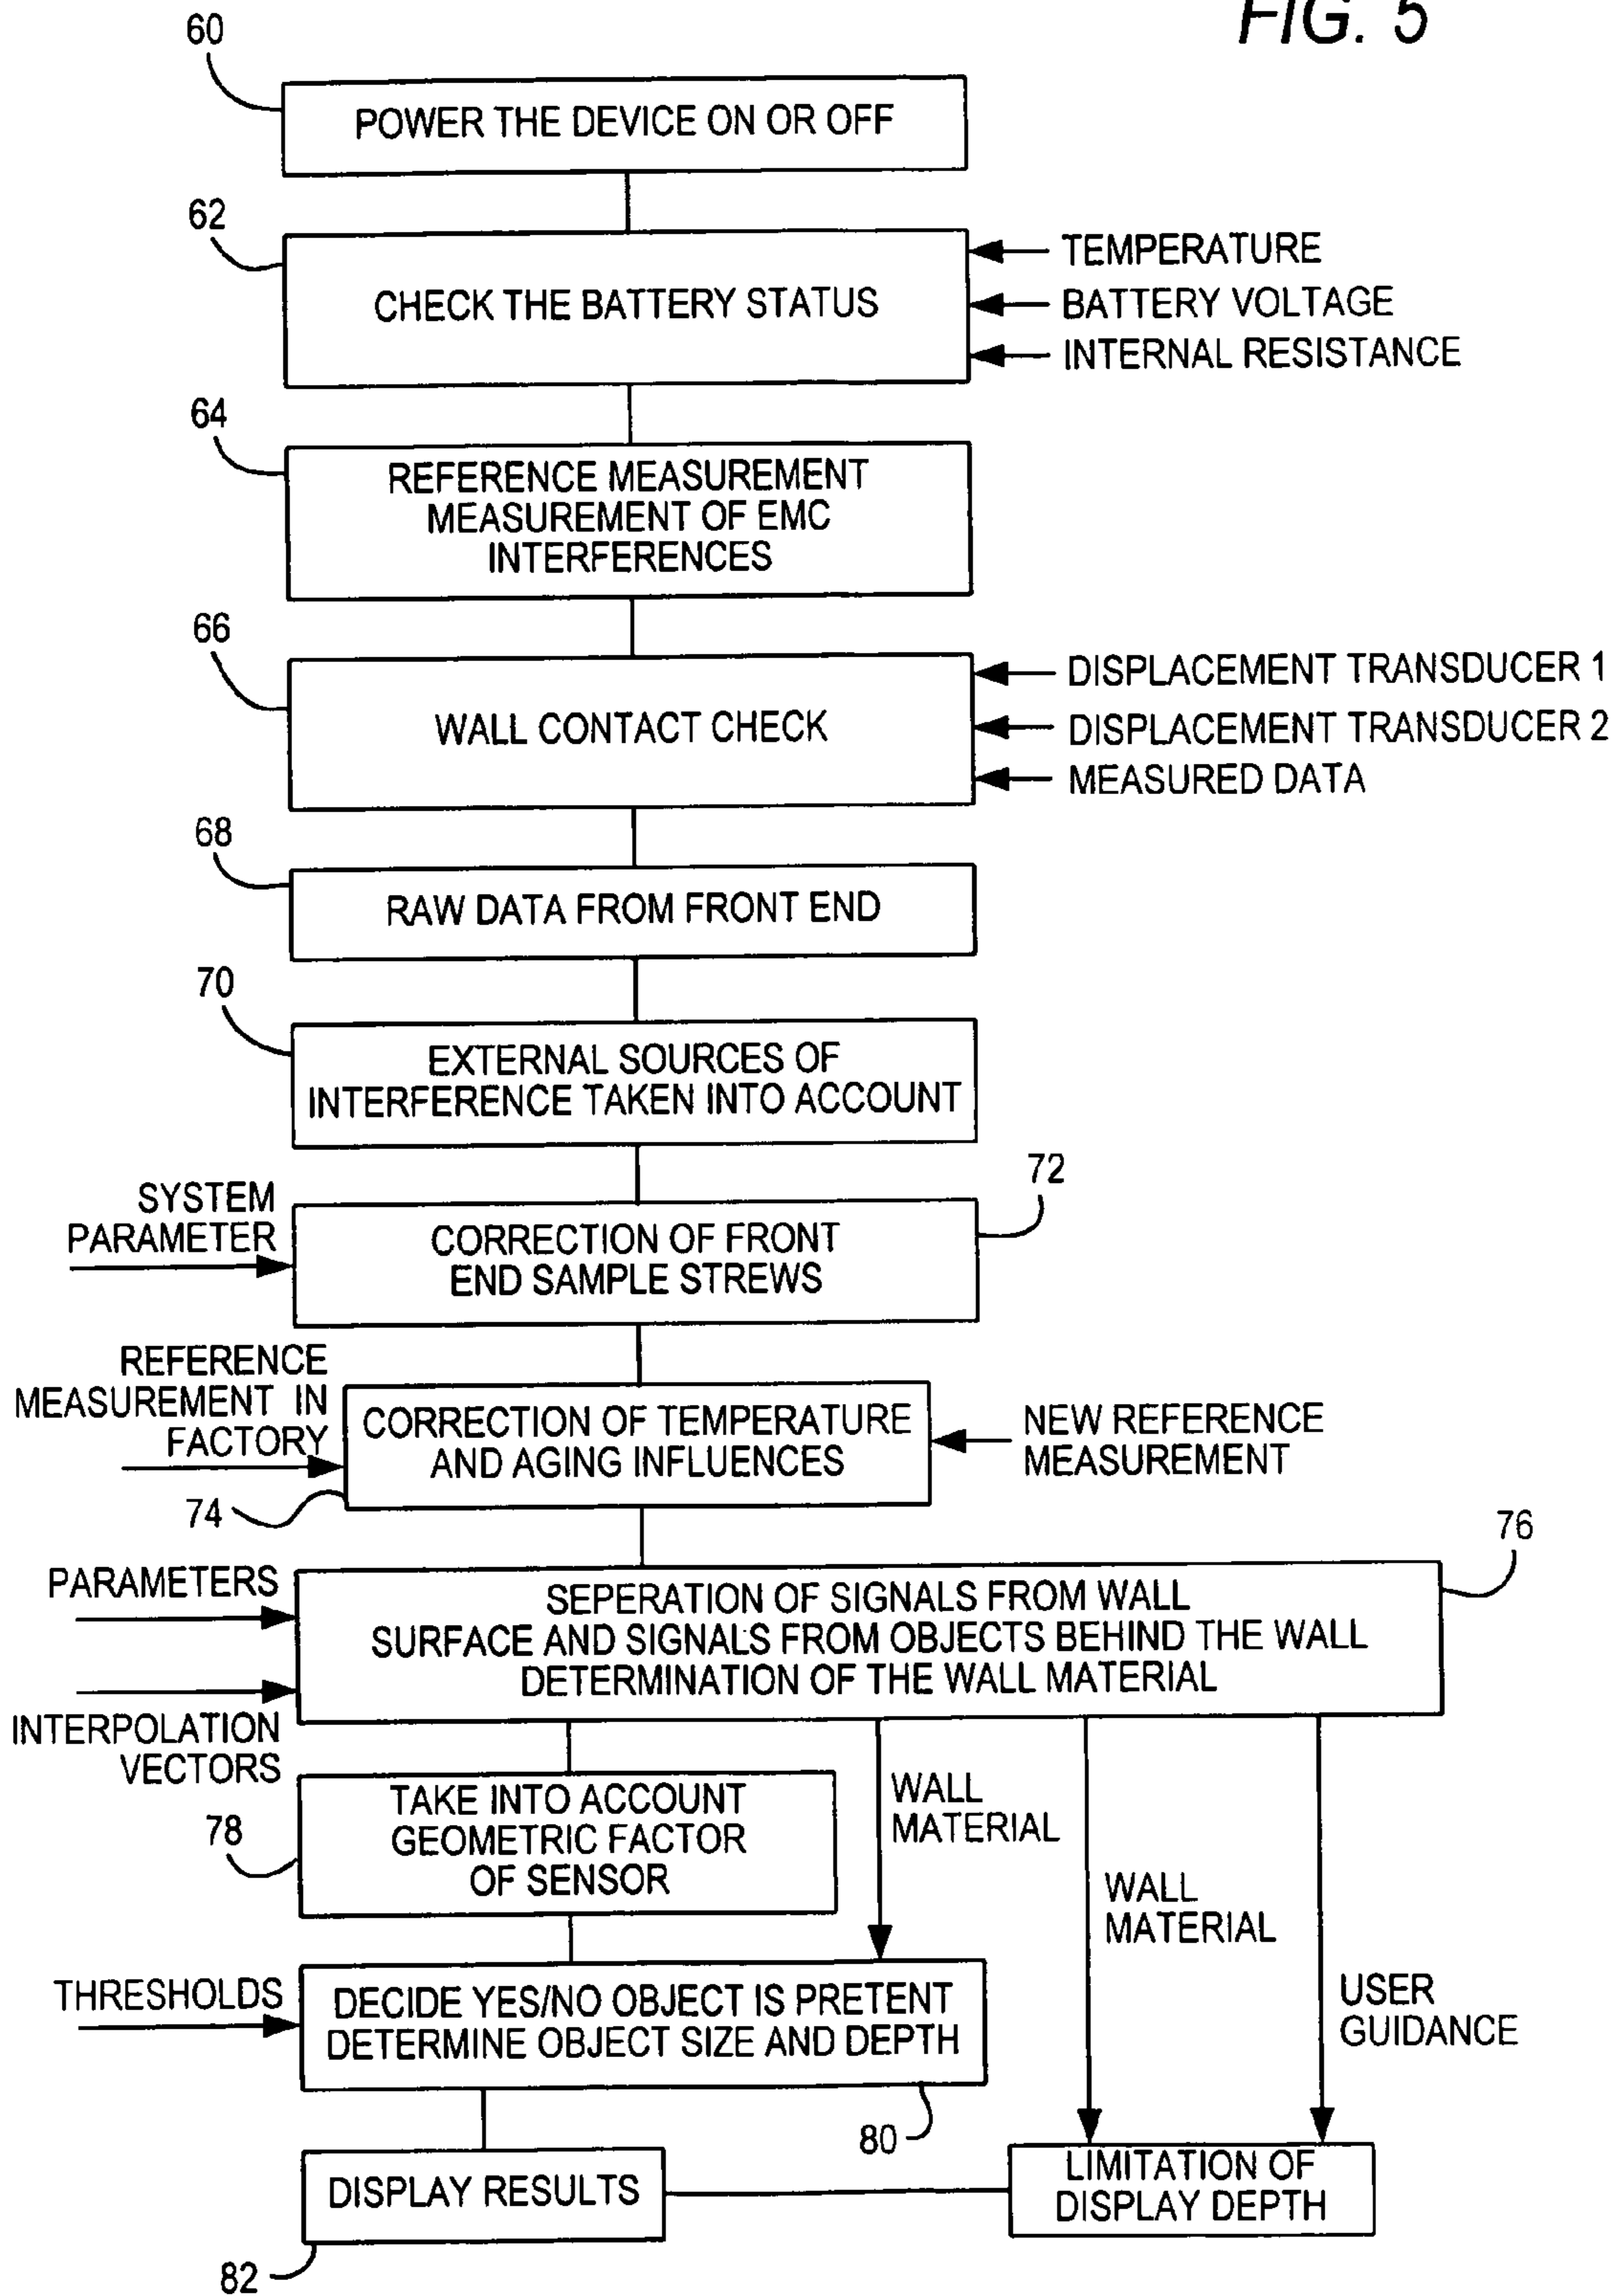 FIG. 5
60
POWER THE DEVICE ON OR OFF
62
CHECK THE BATTERY STATUS
TEMPERATURE
BATTERY VOLTAGE
INTERNAL RESISTANCE
64
REFERENCE MEASUREMENT
MEASUREMENT OF EMC
INTERFERENCES
66
WALL CONTACT CHECK
DISPLACEMENT TRANSDUCER 1
DISPLACEMENT TRANSDUCER 2
MEASURED DATA
68
RAW DATA FROM FRONT END
70
EXTERNAL SOURCES OF
INTERFERENCE TAKEN INTO ACCOUNT
72
SYSTEM
PARAMETER
CORRECTION OF FRONT
END SAMPLE STREWS
REFERENCE
MEASUREMENT IN
FACTORY
CORRECTION OF TEMPERATURE
AND AGING INFLUENCES
NEW REFERENCE
MEASUREMENT
74
76
PARAMETERS
SEPERATION OF SIGNALS FROM WALL
SURFACE AND SIGNALS FROM OBJECTS BEHIND THE WALL
DETERMINATION OF THE WALL MATERIAL
INTERPOLATION
VECTORS
78
TAKE INTO ACCOUNT
GEOMETRIC FACTOR
OF SENSOR
WALL
MATERIAL
WALL
MATERIAL
USER
GUIDANCE
THRESHOLDS
DECIDE YES/NO OBJECT IS PRETENT
DETERMINE OBJECT SIZE AND DEPTH
80
DISPLAY RESULTS
LIMITATION OF
DISPLAY DEPTH
82